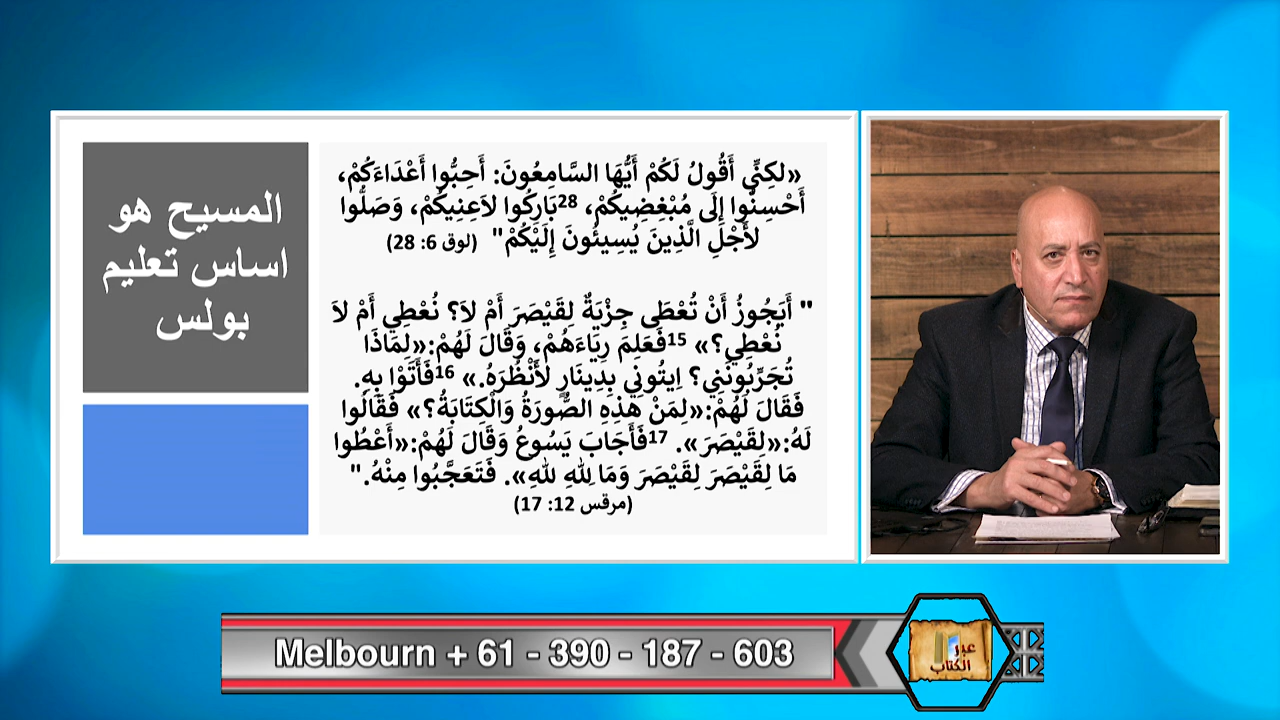 المسيح هو
اساس تعليم
بولس
«لكِنِّي أَقُولُ لَكُمْ أَيُّهَا السَّامِعُونَ: أَحِبُّوا أَعْدَاءَكُمْ،
أَحْسِنُوا إِلَى مُبْغِضِيكُمْ، 28بَارِكُوا لاَعِنِيكُمْ، وَصَلُّوا
لأَجْلِ الَّذِينَ يُسِيئُونَ إِلَيْكُمْ" (لوق 6: 28)
" أَيَجُوزُ أَنْ تُعْطَى جِزْيَةٌ لِقَيْصَرَ أَمْ لاَ؟ نُعْطِي أَمْ لاَ
نُعْطِي؟» 15فَعَلِمَ رِيَاءَهُمْ، وَقَالَ لَهُمْ:«لِمَاذَا
تُجَرِّبُونَنِي؟ اِيتُونِي بِدِينَارٍ لأَنْظُرَهُ.» 16فَأَتَوْا بِهِ.
فَقَالَ لَهُمْ:«لِمَنْ هذِهِ الصُّورَةُ وَالْكِتَابَةُ؟» فَقَالُوا
لَهُ:«لِقَيْصَرَ». 17فَأَجَابَ يَسُوعُ وَقَالَ لَهُمْ:«أَعْطُوا
مَا لِقَيْصَرَ لِقَيْصَرَ وَمَا لِلهِ لِلهِ». فَتَعَجَّبُوا مِنْهُ."
(مرقس 12: 17)
Melbourn + 61 - 390 - 187 - 603
عبر
الكتاب